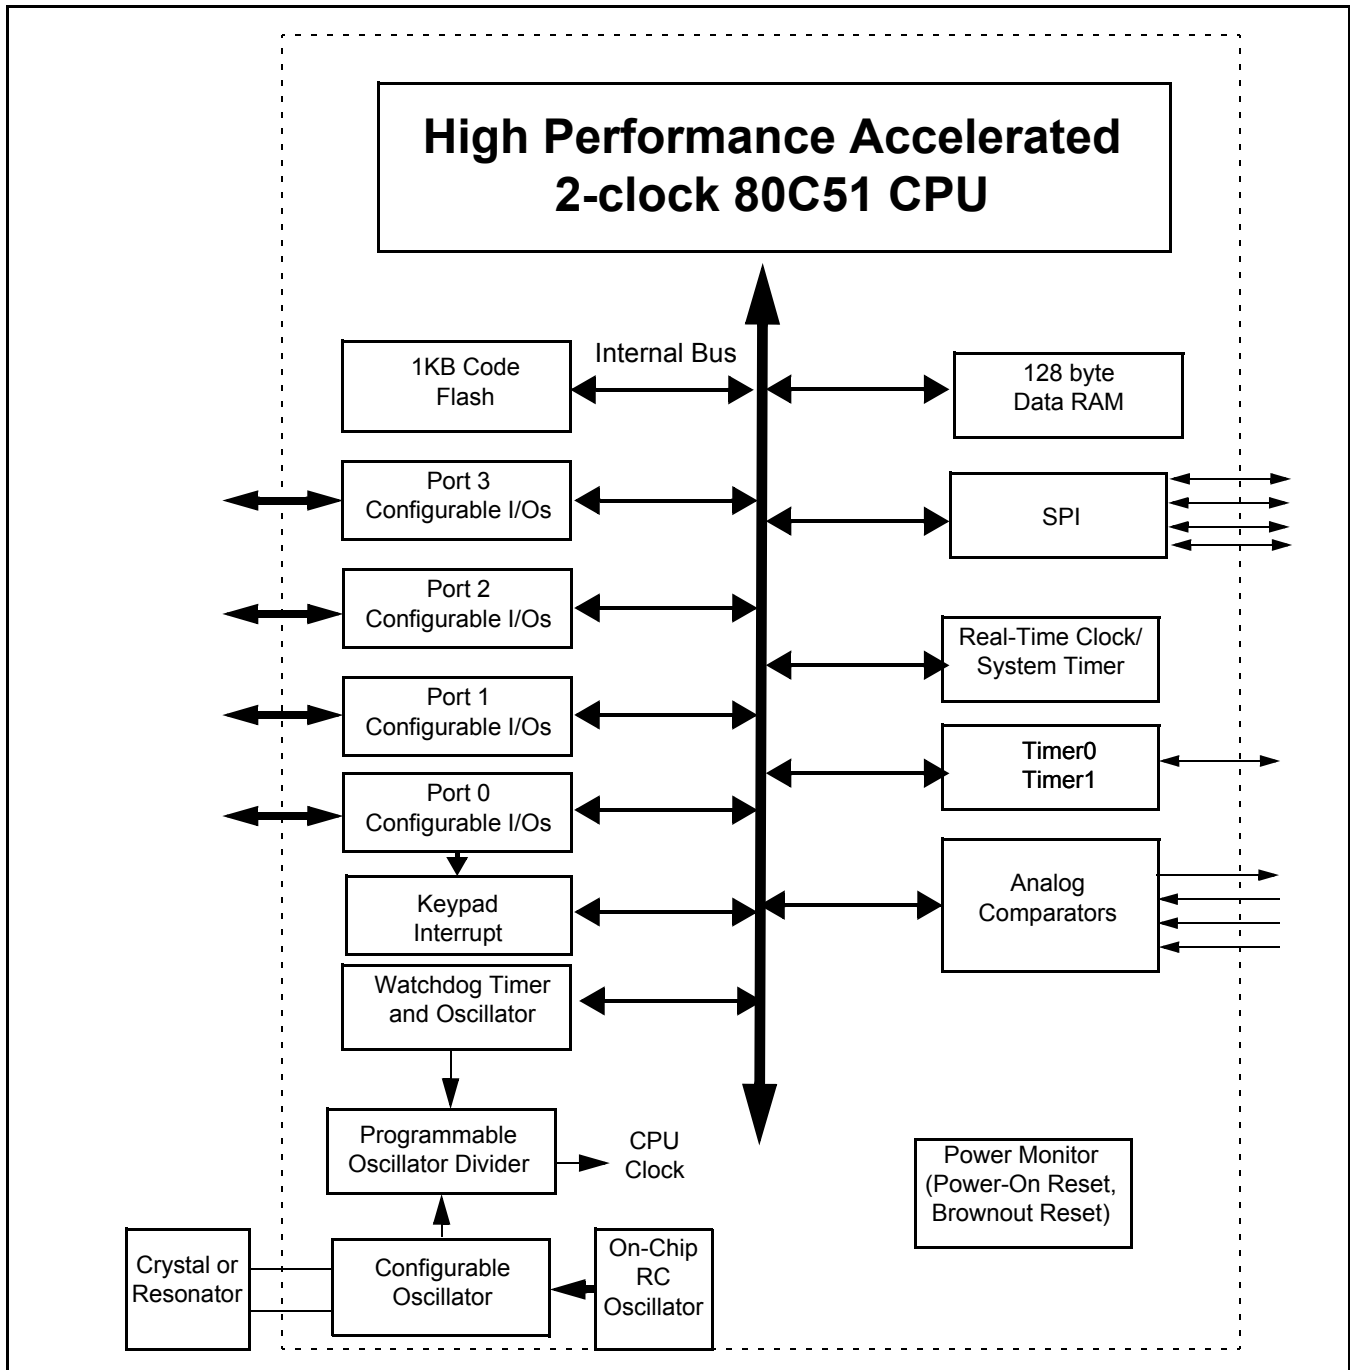 High Performance Accelerated
2-clock 80C51 CPU
Internal Bus
1KB Code
Flash
128 byte
Data RAM
Port 3
Configurable I/Os
SPI
Port 2
Configurable I/Os
Real-Time Clock/
System Timer
Port 1
Configurable I/Os
Timer0
Timer1
Port 0
Configurable I/Os
Analog
Comparators
Keypad
Interrupt
Watchdog Timer
and Oscillator
Programmable
Oscillator Divider
CPU
Clock
Power Monitor
(Power-On Reset,
Brownout Reset)
Crystal or
Resonator
Configurable
Oscillator
On-Chip
RC
Oscillator